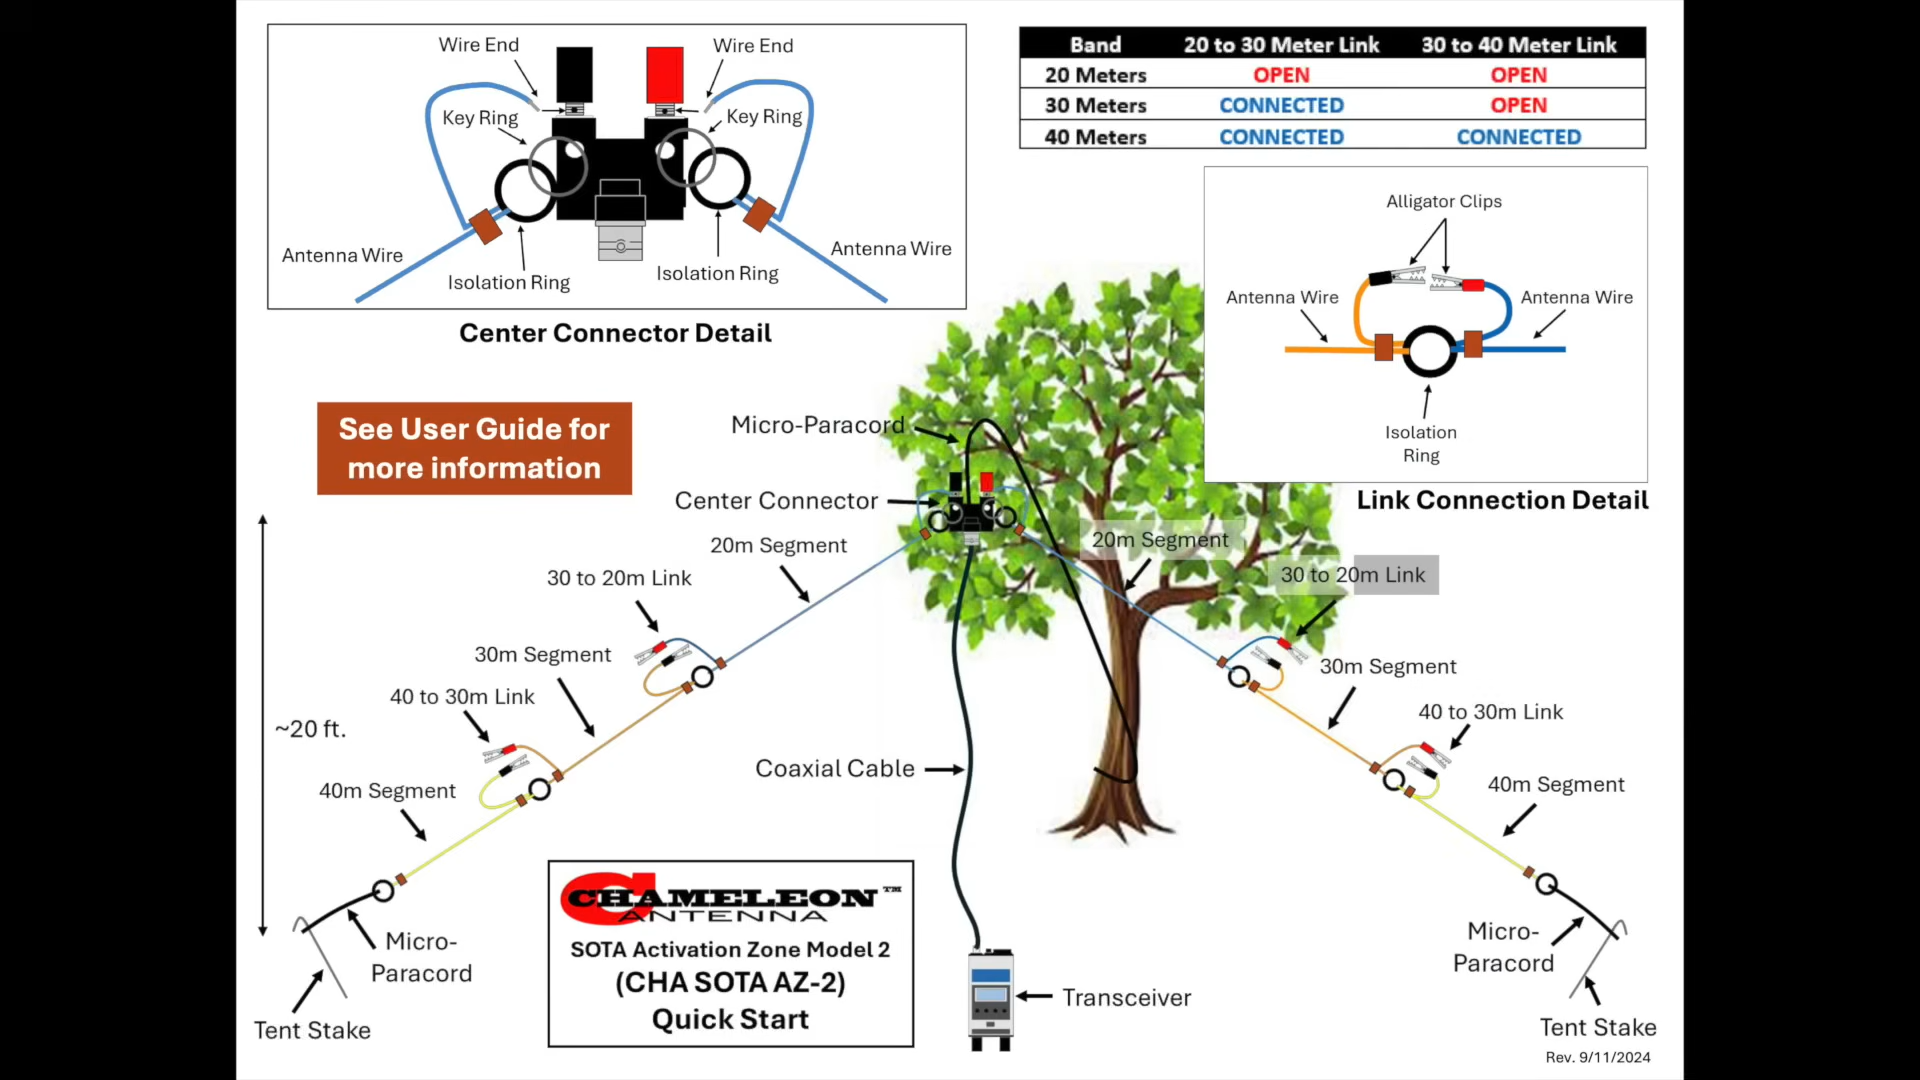 Wire End
Wire End
Key Ring
Key Ring
Antenna Wire
Antenna Wire
Isolation Ring
Isolation Ring
Center Connector Detail
Band 20 to 30 Meter Link 30 to 40 Meter Link
20 Meters OPEN OPEN
30 Meters CONNECTED OPEN
40 Meters CONNECTED CONNECTED
Alligator Clips
Antenna Wire
Antenna Wire
Isolation
Ring
Link Connection Detail
See User Guide for
more information
Micro-Paracord
Center Connector
20m Segment
20m Segment
30 to 20m Link
30 to 20m Link
30m Segment
30m Segment
40 to 30m Link
40 to 30m Link
~20 ft.
Coaxial Cable
40m Segment
40m Segment
CHAMELEON™
ANTENNA
SOTA Activation Zone Model 2
(CHA SOTA AZ-2)
Quick Start
Micro-
Paracord
Micro-
Paracord
Transceiver
Tent Stake
Tent Stake
Rev. 9/11/2024